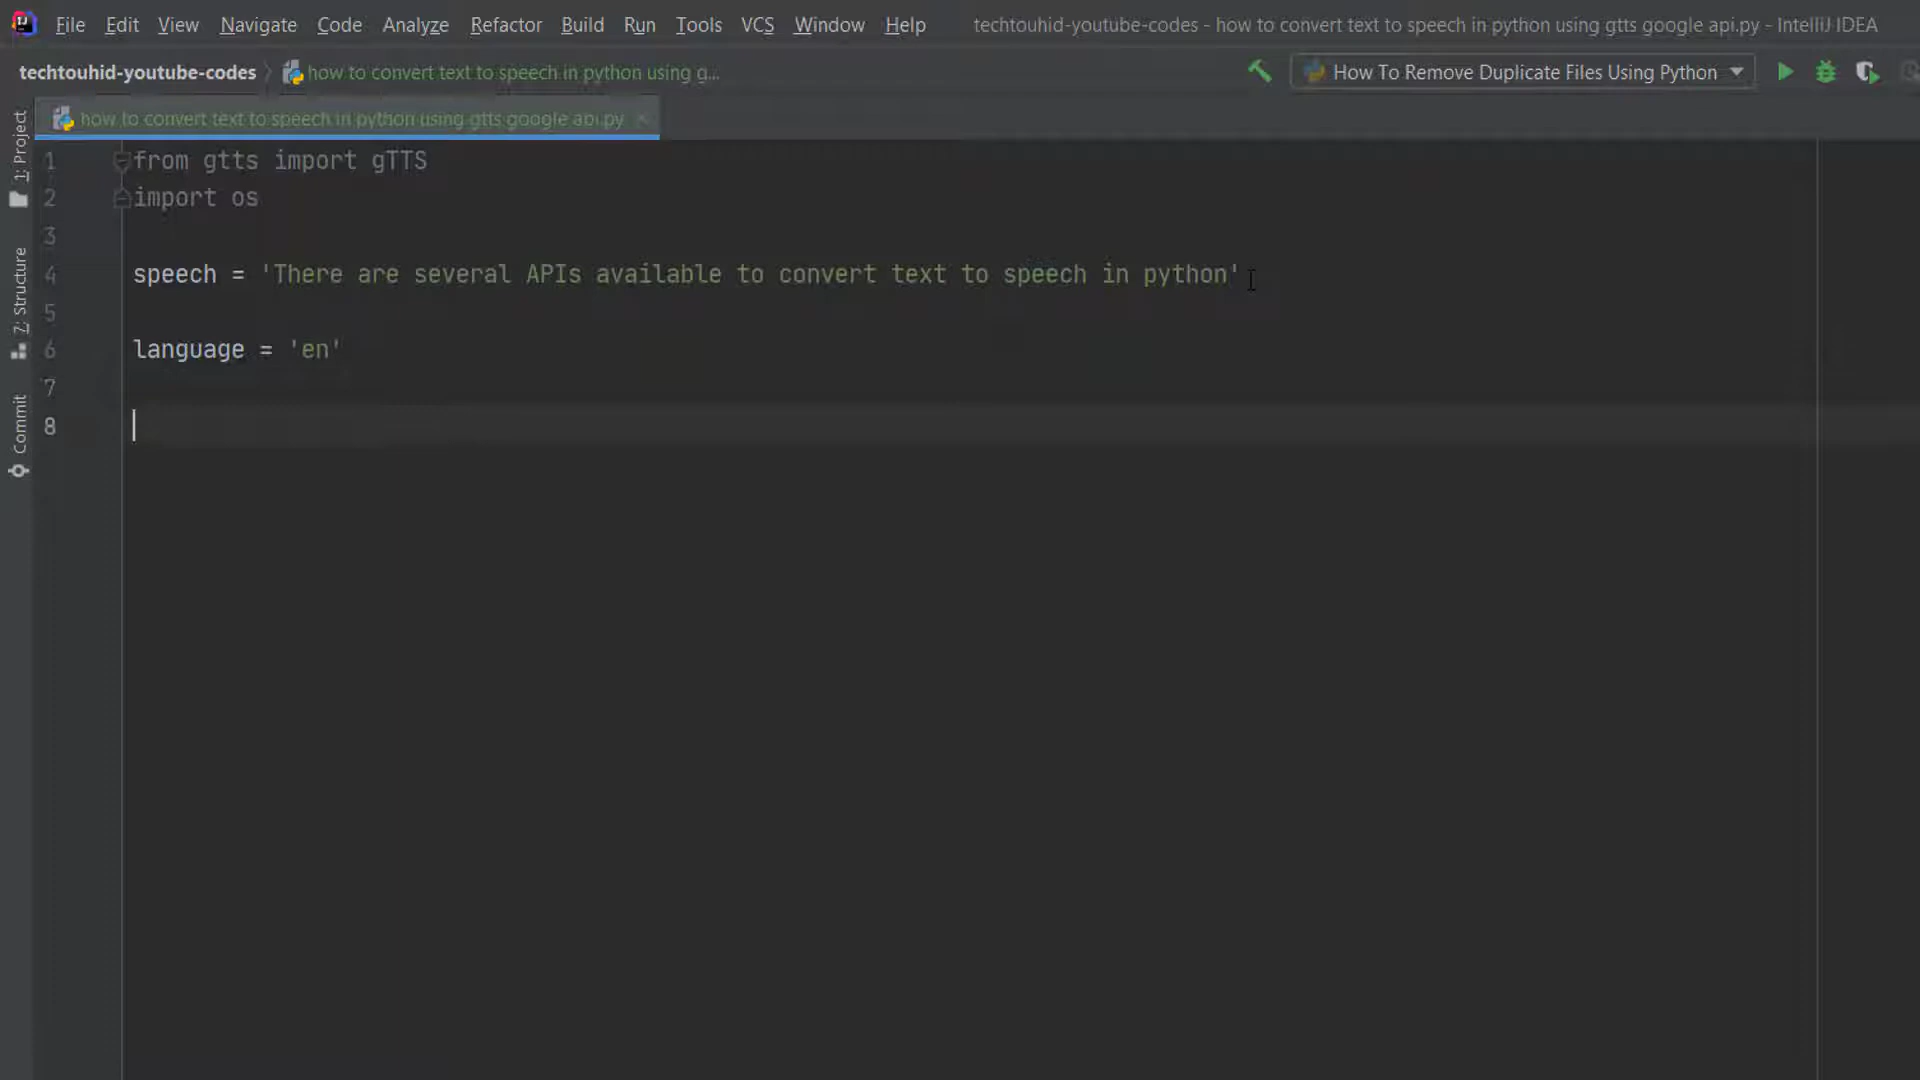 File Edit View Navigate Code Analyze Refactor Build Run Tools VCS Window Help techtouhid-youtube-codes - how to convert text to speech in python using gtts google api.py - IntelliJ IDEA
techtouhid-youtube-codes how to convert text to speech in python using g... How To Remove Duplicate Files Using Python
how to convert text to speech in python using gtts google api.py
1: Project
7: Structure
Commit
1 from gtts import gTTS
2 import os
3
4 speech = 'There are several APIs available to convert text to speech in python'
5
6 language = 'en'
7
8